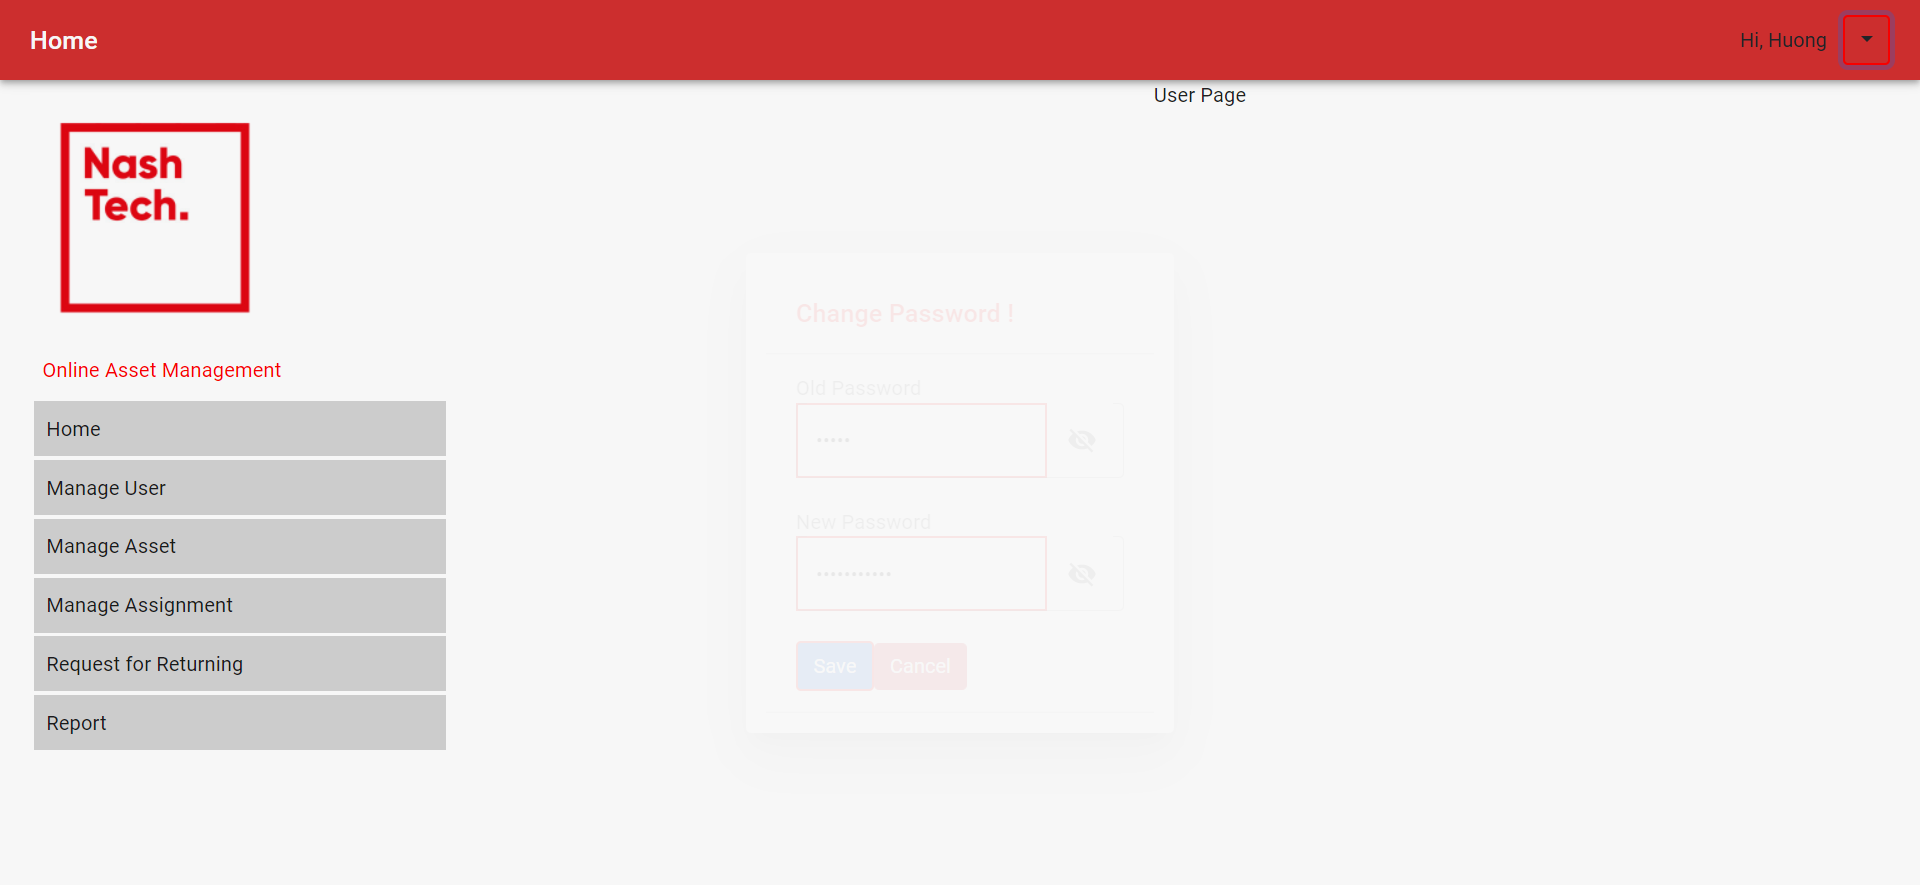 Home
Hi, Huong
User Page
Nash
Tech.
Online Asset Management
Home
Manage User
Manage Asset
Manage Assignment
Request for Returning
Report
Change Password !
Old Password
•••••
New Password
•••••••••••
Save
Cancel